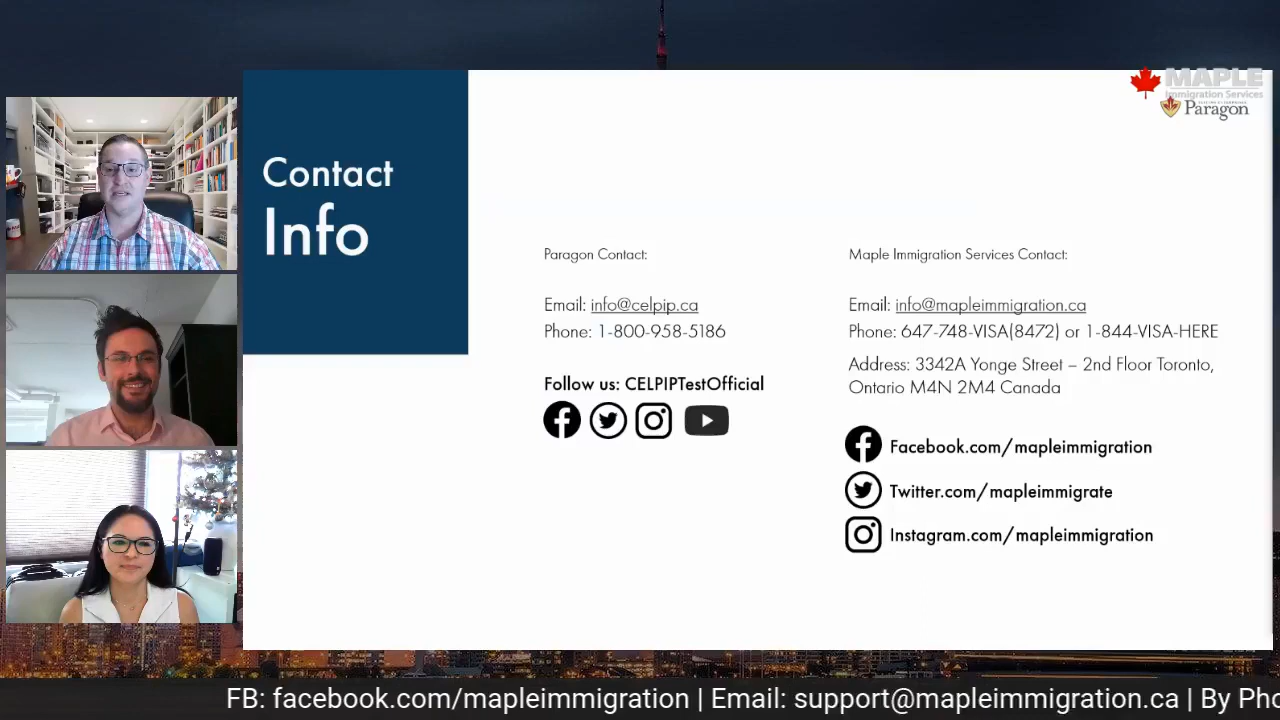 MAPLE
Immigration Services
Paragon
Contact
Info
Paragon Contact:
Email: info@celpip.ca
Phone: 1-800-958-5186
Follow us: CELPIPTestOfficial
Maple Immigration Services Contact:
Email: info@mapleimmigration.ca
Phone: 647-748-VISA(8472) or 1-844-VISA-HERE
Address: 3342A Yonge Street – 2nd Floor Toronto,
Ontario M4N 2M4 Canada
Facebook.com/mapleimmigration
Twitter.com/mapleimmigrate
Instagram.com/mapleimmigration
FB: facebook.com/mapleimmigration | Email: support@mapleimmigration.ca | By Pho